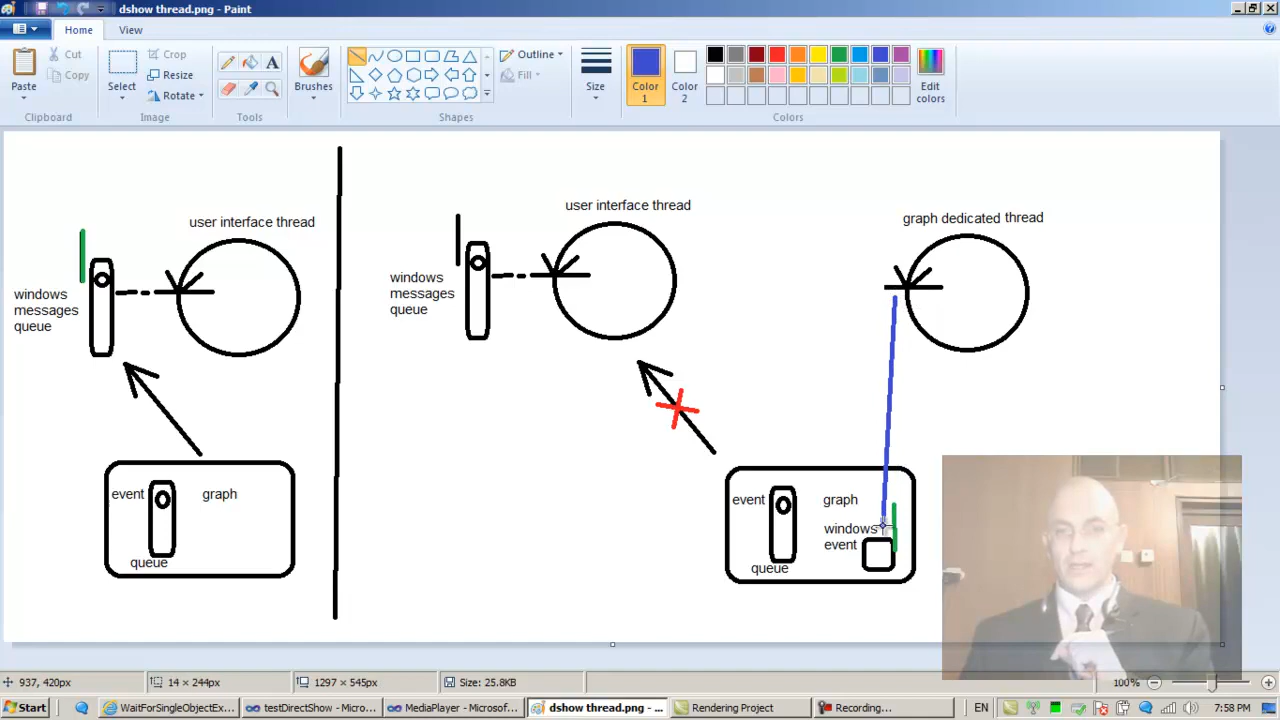 dshow thread.png - Paint
Home
View
Paste
Cut
Copy
Clipboard
Select
Crop
Resize
Rotate
Image
A
Tools
Brushes
Outline
Fill
Shapes
Size
Color
1
Color
2
Edit
colors
Colors
user interface thread
windows
messages
queue
event
graph
queue
user interface thread
windows
messages
queue
graph dedicated thread
event
graph
windows
event
queue
937, 420px
14 × 244px
1297 × 545px
Size: 25.8KB
100%
Start
WaitForSingleObjectEx...
testDirectShow - Micro...
MediaPlayer - Microsof...
dshow thread.png - ...
Rendering Project
Recording...
EN
7:58 PM